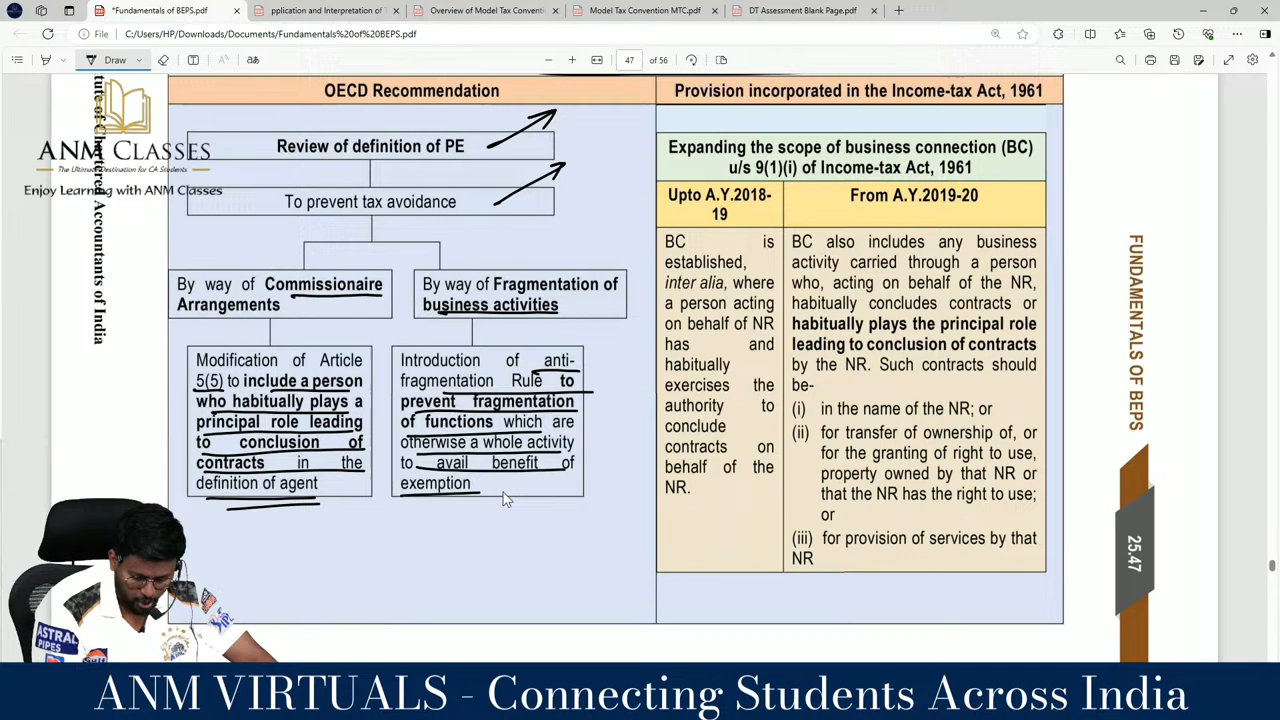 *Fundamentals of BEPS.pdf
pplication and Interpretation of T
Overview of Model Tax Conventi
Model Tax Convention MTC.pdf
DT Assessment Blank Page.pdf
File
C:/Users/HP/Downloads/Documents/Fundamentals%20of%20BEPS.pdf
Draw
47
of 56
OECD Recommendation
Provision incorporated in the Income-tax Act, 1961
tute of Chartered Accountants of India
ANM CLASSES
The Ultimate Destination for CA Students
Enjoy Learning with ANM Classes
Review of definition of PE
To prevent tax avoidance
By way of Commissionaire
Arrangements
By way of Fragmentation of
business activities
Modification of Article
5(5) to include a person
who habitually plays a
principal role leading
to conclusion of
contracts in the
definition of agent
Introduction of anti-
fragmentation Rule to
prevent fragmentation
of functions which are
otherwise a whole activity
to avail benefit of
exemption
Expanding the scope of business connection (BC)
u/s 9(1)(i) of Income-tax Act, 1961
Upto A.Y.2018-
19
From A.Y.2019-20
BC is
established,
inter alia, where
a person acting
on behalf of NR
has and
habitually
exercises the
authority to
conclude
contracts on
behalf of the
NR.
BC also includes any business
activity carried through a person
who, acting on behalf of the NR,
habitually concludes contracts or
habitually plays the principal role
leading to conclusion of contracts
by the NR. Such contracts should
be-
(i) in the name of the NR; or
(ii) for transfer of ownership of, or
for the granting of right to use,
property owned by that NR or
that the NR has the right to use;
or
(iii) for provision of services by that
NR
FUNDAMENTALS OF BEPS
25.47
ASTRAL
PIPES
Gulf
ANM VIRTUALS - Connecting Students Across India